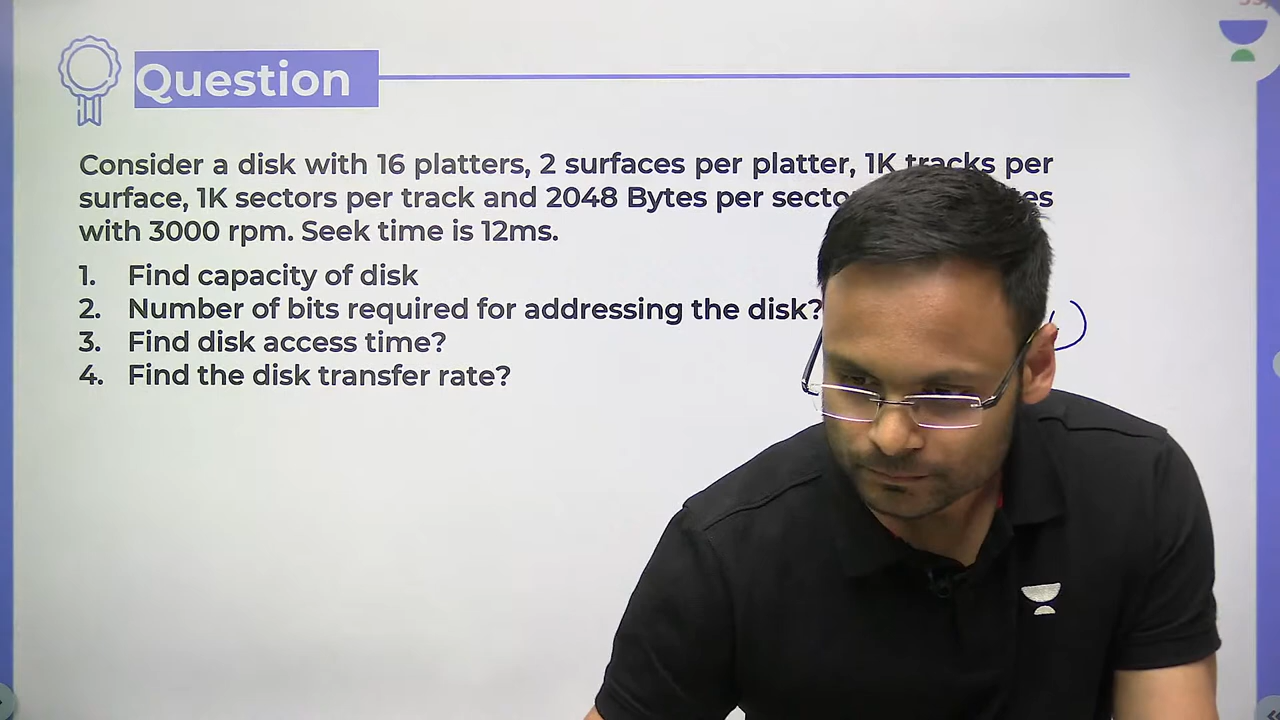 Question
Consider a disk with 16 platters, 2 surfaces per platter, 1K tracks per
surface, 1K sectors per track and 2048 Bytes per
with 3000 rpm. Seek time is 12ms.
1. Find capacity of disk
2. Number of bits required for addressing the disk?
3. Find disk access time?
4. Find the disk transfer rate?